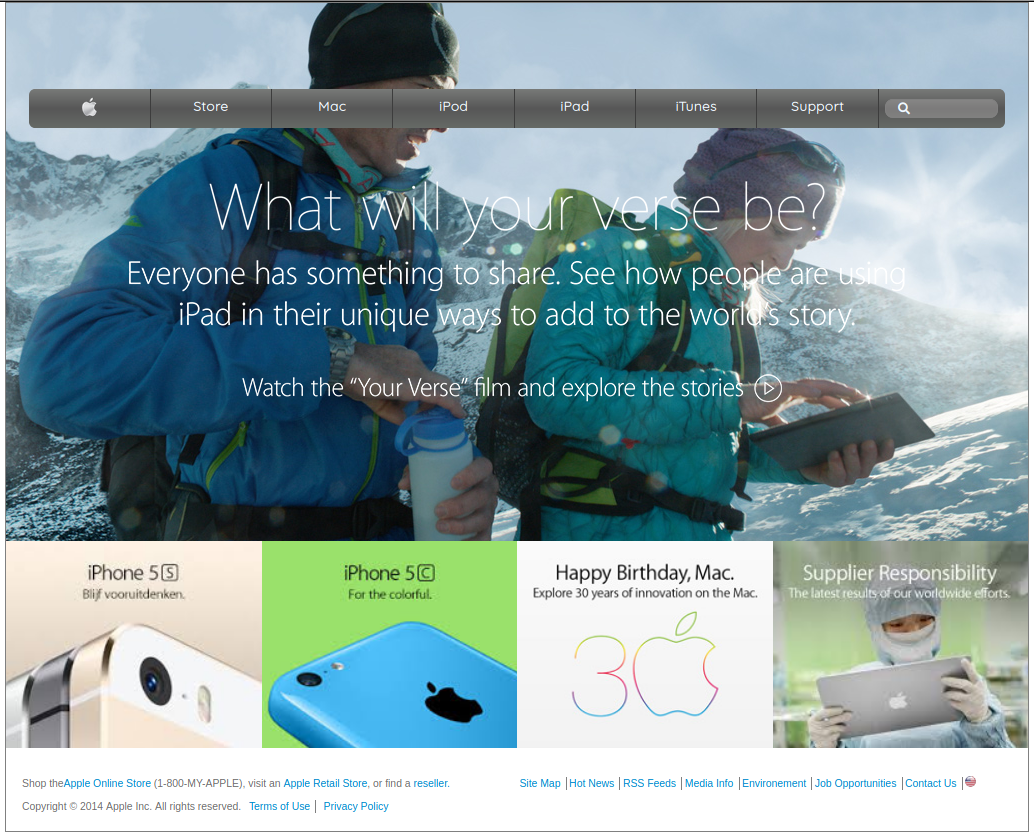 Store Mac iPod iPad iTunes Support
What will your verse be?
Everyone has something to share. See how people are using
iPad in their unique ways to add to the world's story.
Watch the “Your Verse” film and explore the stories
iPhone 5S
Blijf vooruitdenken.
iPhone 5C
For the colorful.
Happy Birthday, Mac.
Explore 30 years of innovation on the Mac.
30
Supplier Responsibility
The latest results of our worldwide efforts.
Shop theApple Online Store (1-800-MY-APPLE), visit an Apple Retail Store, or find a reseller.
Site Map | Hot News | RSS Feeds | Media Info | Environement | Job Opportunities | Contact Us |
Copyright © 2014 Apple Inc. All rights reserved. Terms of Use | Privacy Policy